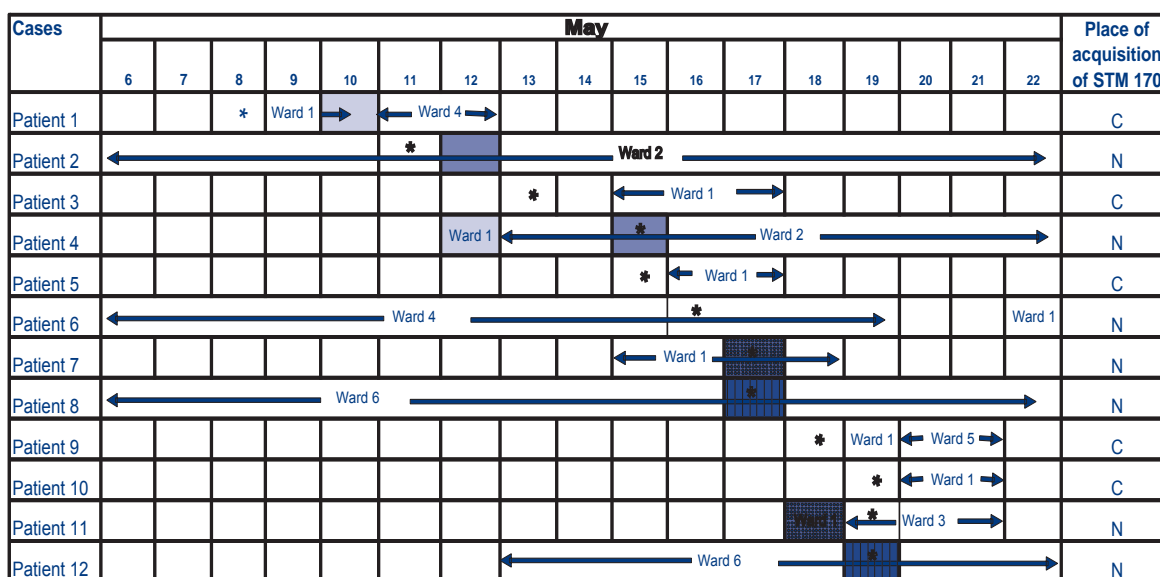 Cases May Place of
acquisition
of STM 170
6 7 8 9 10 11 12 13 14 15 16 17 18 19 20 21 22
Patient 1 * Ward 1 Ward 4 C
Patient 2 * Ward 2 N
Patient 3 * Ward 1 C
Patient 4 Ward 1 * Ward 2 N
Patient 5 * Ward 1 C
Patient 6 Ward 4 * Ward 1 N
Patient 7 Ward 1 * N
Patient 8 Ward 6 * N
Patient 9 * Ward 1 Ward 5 C
Patient 10 * Ward 1 C
Patient 11 Ward 1 * Ward 3 N
Patient 12 Ward 6 * N